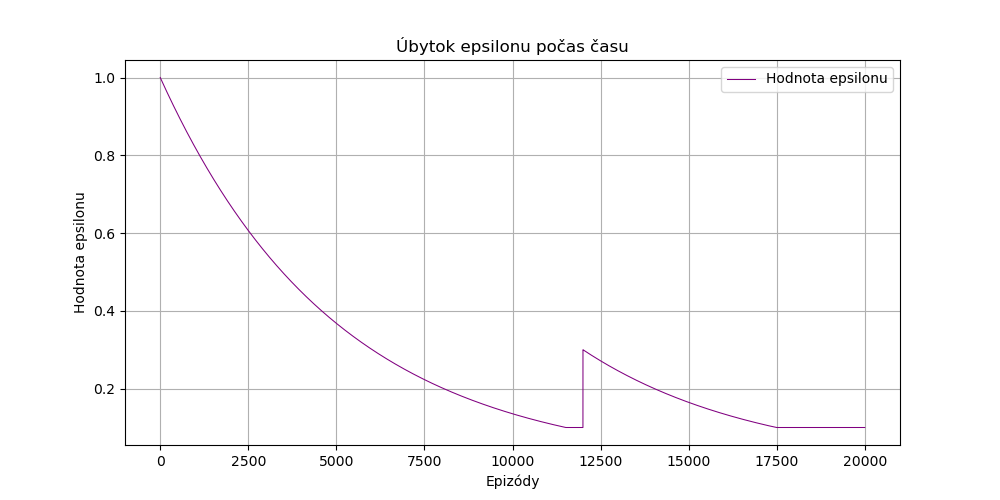 Úbytok epsilonu počas času
Hodnota epsilonu
Hodnota epsilonu
1.0
0.8
0.6
0.4
0.2
0 2500 5000 7500 10000 12500 15000 17500 20000
Epizódy